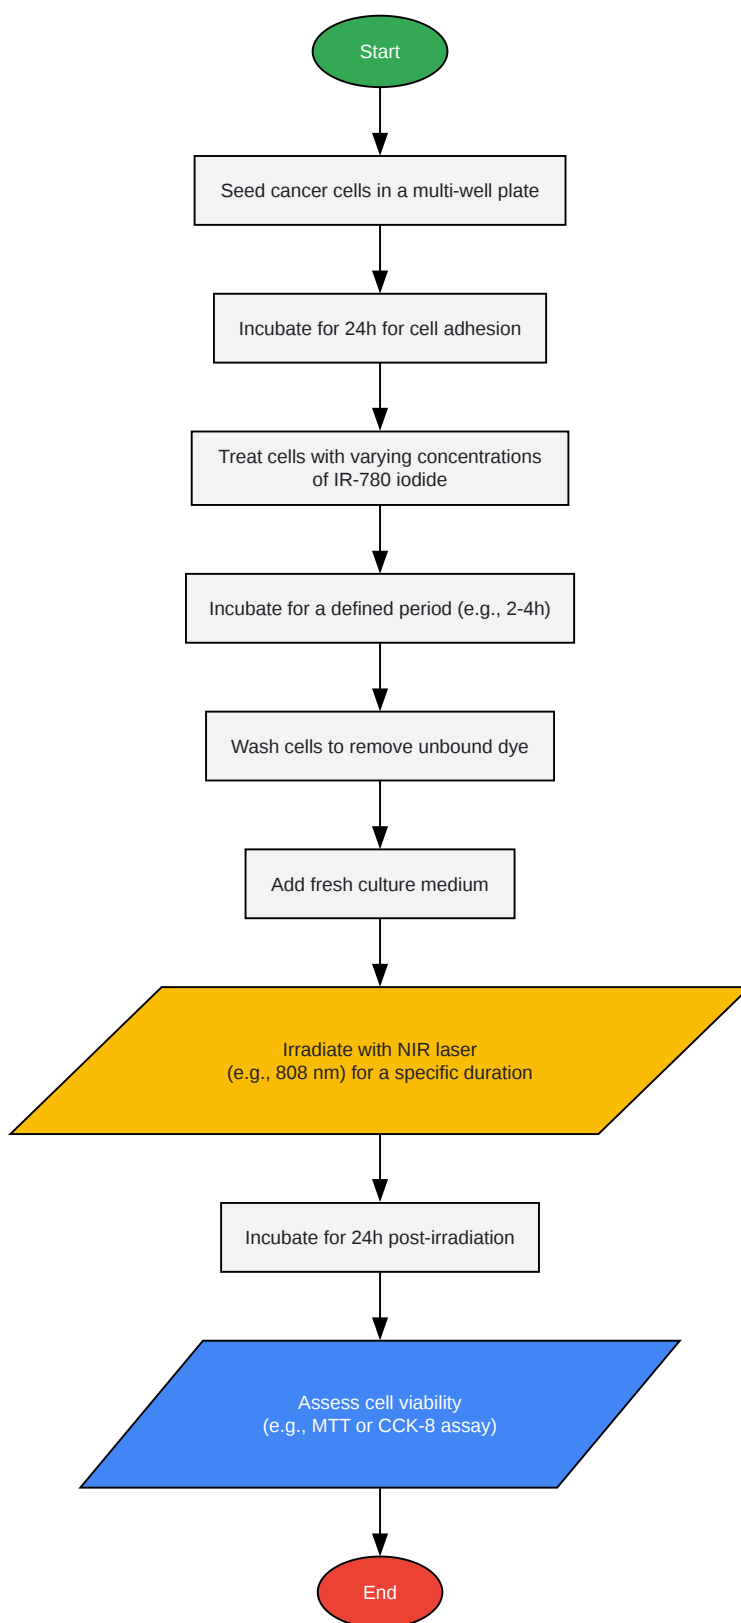 Start
Seed cancer cells in a multi-well plate
Incubate for 24h for cell adhesion
Treat cells with varying concentrations
of IR-780 iodide
Incubate for a defined period (e.g., 2-4h)
Wash cells to remove unbound dye
Add fresh culture medium
Irradiate with NIR laser
(e.g., 808 nm) for a specific duration
Incubate for 24h post-irradiation
Assess cell viability
(e.g., MTT or CCK-8 assay)
End